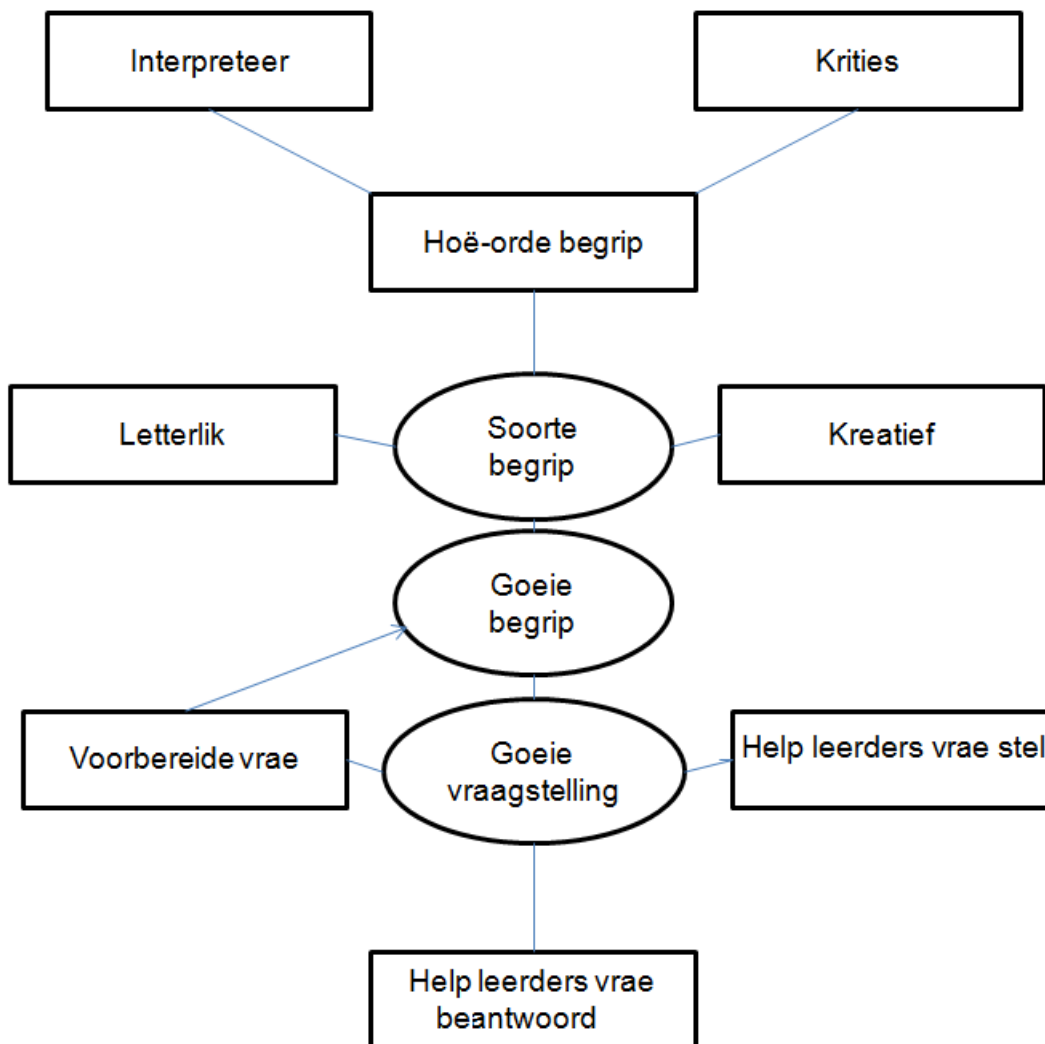 Interpreteer
Krities
Hoë-orde begrip
Letterlik
Soorte
begrip
Kreatief
Goeie
begrip
Voorbereide vrae
Goeie
vraagstelling
Help leerders vrae stel
Help leerders vrae
beantwoord